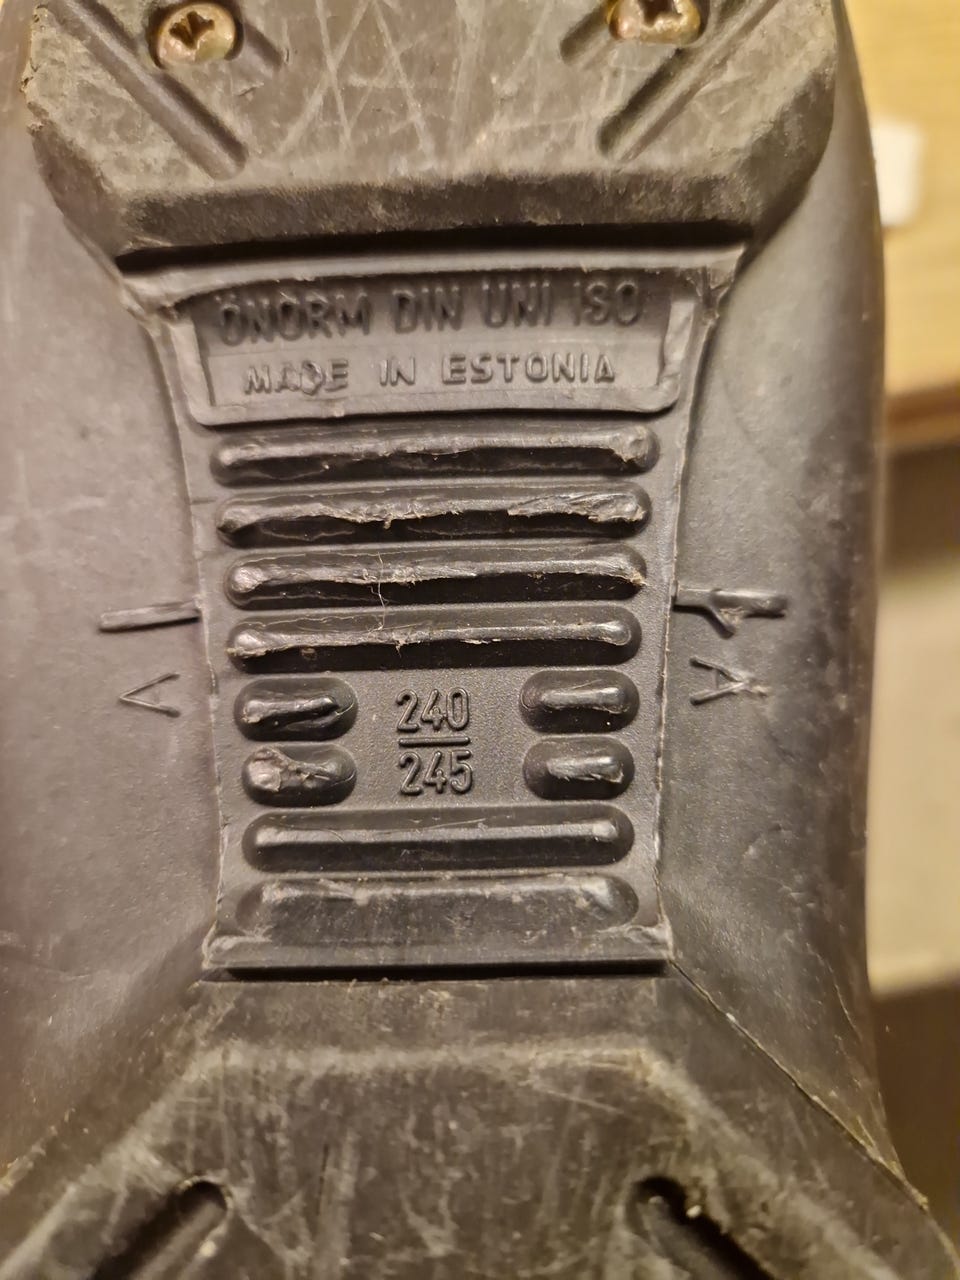 ÖNORM DIN UNI ISO
MADE IN ESTONIA
240
245
A A